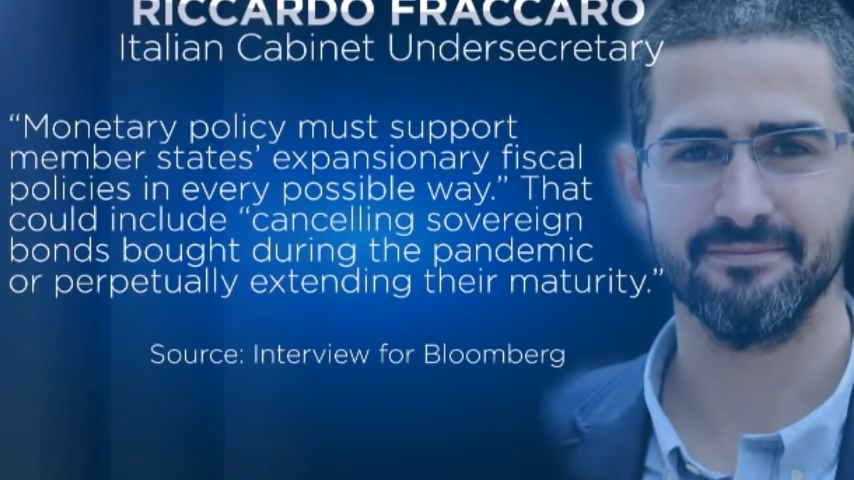 RICCARDO FRACCARO
Italian Cabinet Undersecretary
“Monetary policy must support
member states’ expansionary fiscal
policies in every possible way.” That
could include “cancelling sovereign
bonds bought during the pandemic
or perpetually extending their maturity.”
Source: Interview for Bloomberg